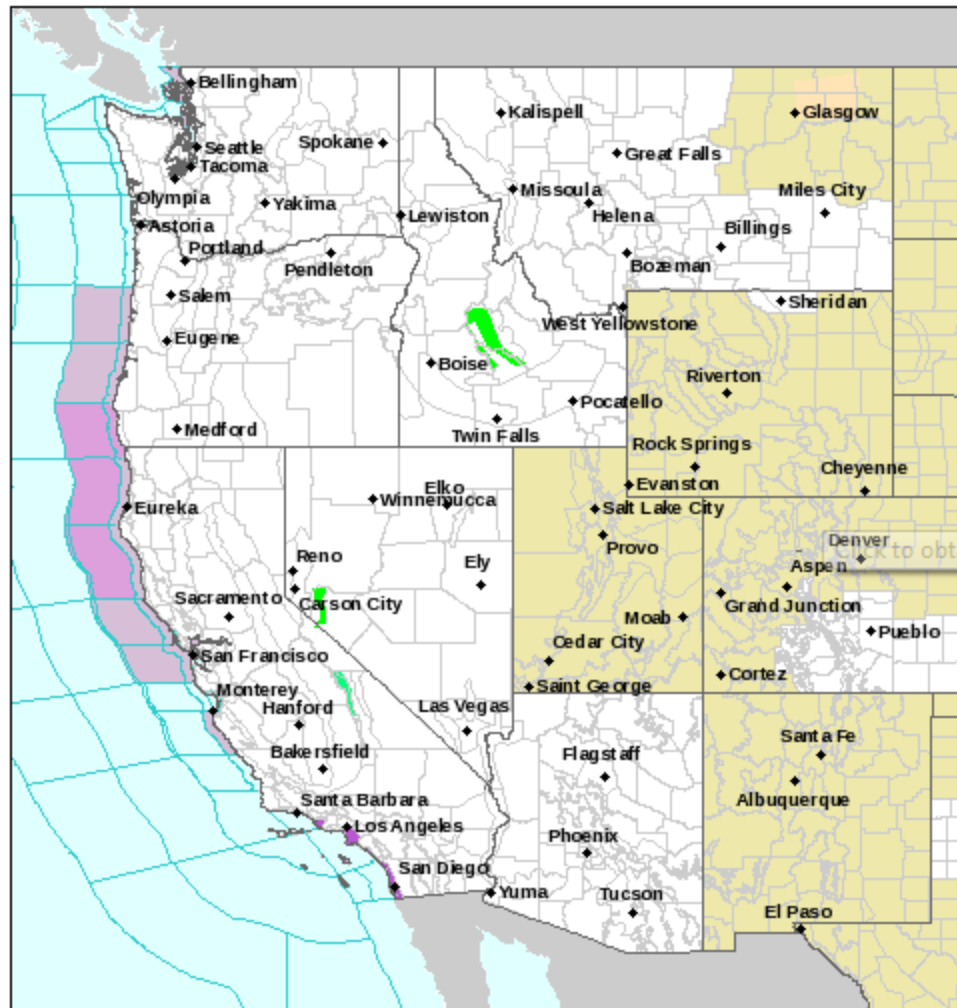 Bellingham
Kalispell
Glasgow
Seattle
Spokane
Great Falls
Tacoma
Missoula
Miles City
Olympia
Yakima
Lewiston
Helena
Astoria
Billings
Portland
Pendleton
Bozeman
Salem
Sheridan
West Yellowstone
Eugene
Boise
Riverton
Pocatello
Medford
Twin Falls
Rock Springs
Cheyenne
Evanston
Elko
Winnemucca
Eureka
Salt Lake City
Denver
Provo
Click to obt
Reno
Ely
Aspen
Sacramento
Carson City
Grand Junction
Moab
Pueblo
Cedar City
San Francisco
Cortez
Saint George
Monterey
Hanford
Las Vegas
Bakersfield
Flagstaff
Santa Fe
Santa Barbara
Albuquerque
Los Angeles
Phoenix
San Diego
Yuma
Tucson
El Paso